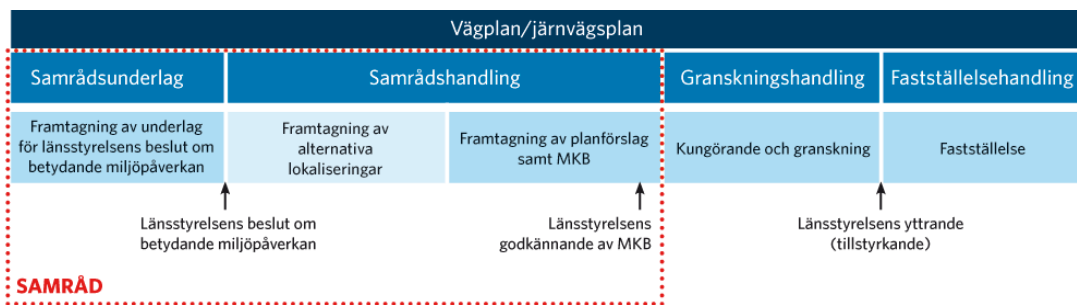 Vägplan/järnvägsplan
Samrådsunderlag
Samrådshandling
Granskningshandling
Fastställelsehandling
Framtagning av underlag
för länsstyrelsens beslut om
betydande miljöpåverkan
Framtagning av
alternativa
lokaliseringar
Framtagning av planförslag
samt MKB
Kungörande och granskning
Fastställelse
Länsstyrelsens beslut om
betydande miljöpåverkan
Länsstyrelsens
godkännande av MKB
Länsstyrelsens yttrande
(tillstyrkande)
SAMRÅD